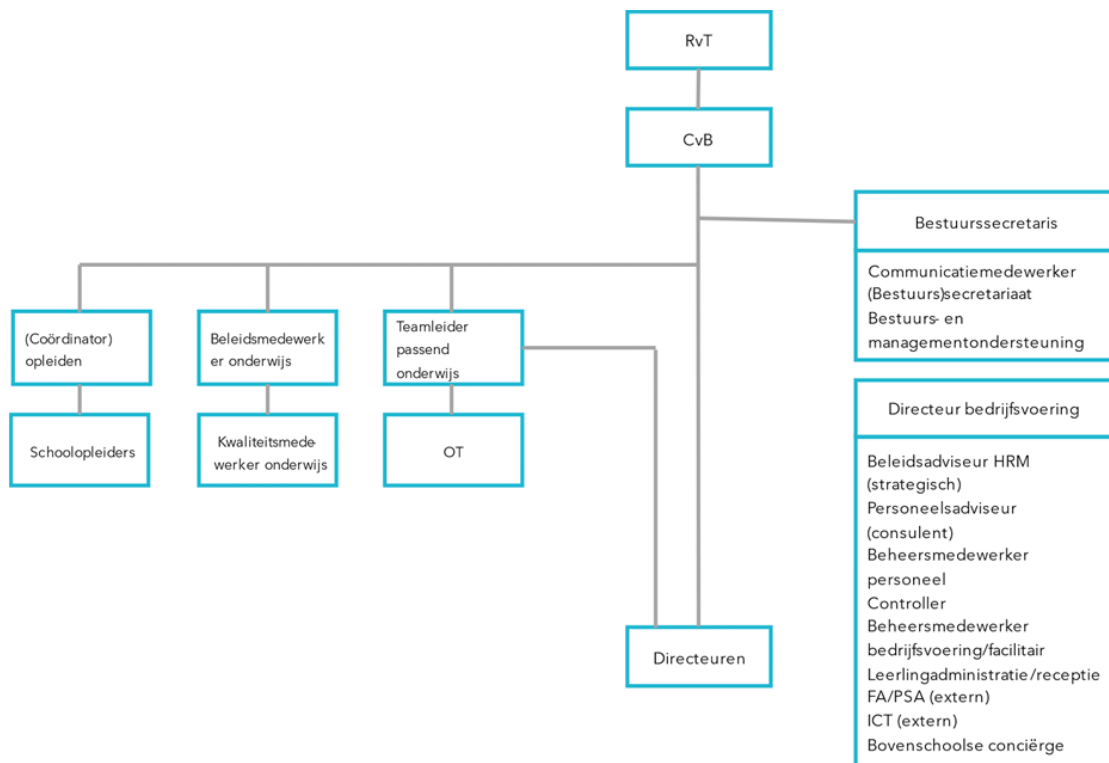 RvT
CvB
Bestuurssecretaris
Communicatiemedewerker
(Bestuurs)secretariaat
Bestuurs- en
managementondersteuning
(Coördinator)
opleiden
Beleidsmedewerk
er onderwijs
Teamleider
passend
onderwijs
Schoolopleiders
Kwaliteitsmede-
werker onderwijs
OT
Directeur bedrijfsvoering
Beleidsadviseur HRM
(strategisch)
Personeelsadviseur
(consulent)
Beheersmedewerker
personeel
Controller
Beheersmedewerker
bedrijfsvoering/facilitair
Leerlingadministratie/receptie
FA/PSA (extern)
ICT (extern)
Bovenschoolse conciërge
Directeuren